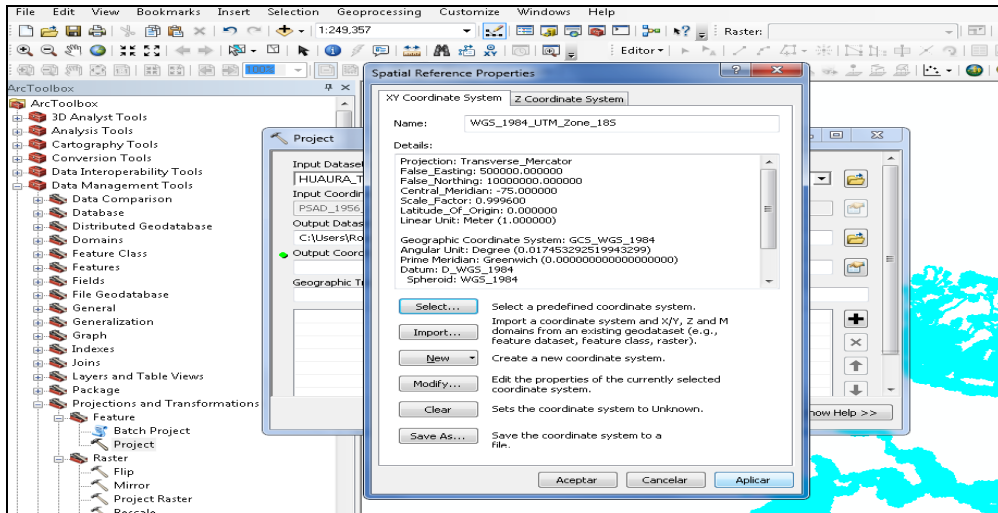 File Edit View Bookmarks Insert Selection Geoprocessing Customize Windows Help
1:249,357
Raster:
Editor
100%
ArcToolbox
ArcToolbox
3D Analyst Tools
Analysis Tools
Cartography Tools
Conversion Tools
Data Interoperability Tools
Data Management Tools
Data Comparison
Database
Distributed Geodatabase
Domains
Feature Class
Features
Fields
File Geodatabase
General
Generalization
Graph
Indexes
Joins
Layers and Table Views
Package
Projections and Transformations
Feature
Batch Project
Project
Raster
Flip
Mirror
Project Raster
Rescale
Project
Input Dataset
HUAURA_T
Input Coordin
PSAD_1956_
Output Datas
C:\Users\Ro
Output Coord
Geographic Tr
how Help >>
Spatial Reference Properties
XY Coordinate System Z Coordinate System
Name: WGS_1984_UTM_Zone_18S
Details:
Projection: Transverse_Mercator
False_Easting: 500000.000000
False_Northing: 10000000.000000
Central_Meridian: -75.000000
Scale_Factor: 0.999600
Latitude_Of_Origin: 0.000000
Linear Unit: Meter (1.000000)
Geographic Coordinate System: GCS_WGS_1984
Angular Unit: Degree (0.017453292519943299)
Prime Meridian: Greenwich (0.000000000000000000)
Datum: D_WGS_1984
Spheroid: WGS_1984
Select... Select a predefined coordinate system.
Import... Import a coordinate system and X/Y, Z and M
domains from an existing geodataset (e.g.,
feature dataset, feature class, raster).
New Create a new coordinate system.
Modify... Edit the properties of the currently selected
coordinate system.
Clear Sets the coordinate system to Unknown.
Save As... Save the coordinate system to a
file.
Aceptar Cancelar Aplicar